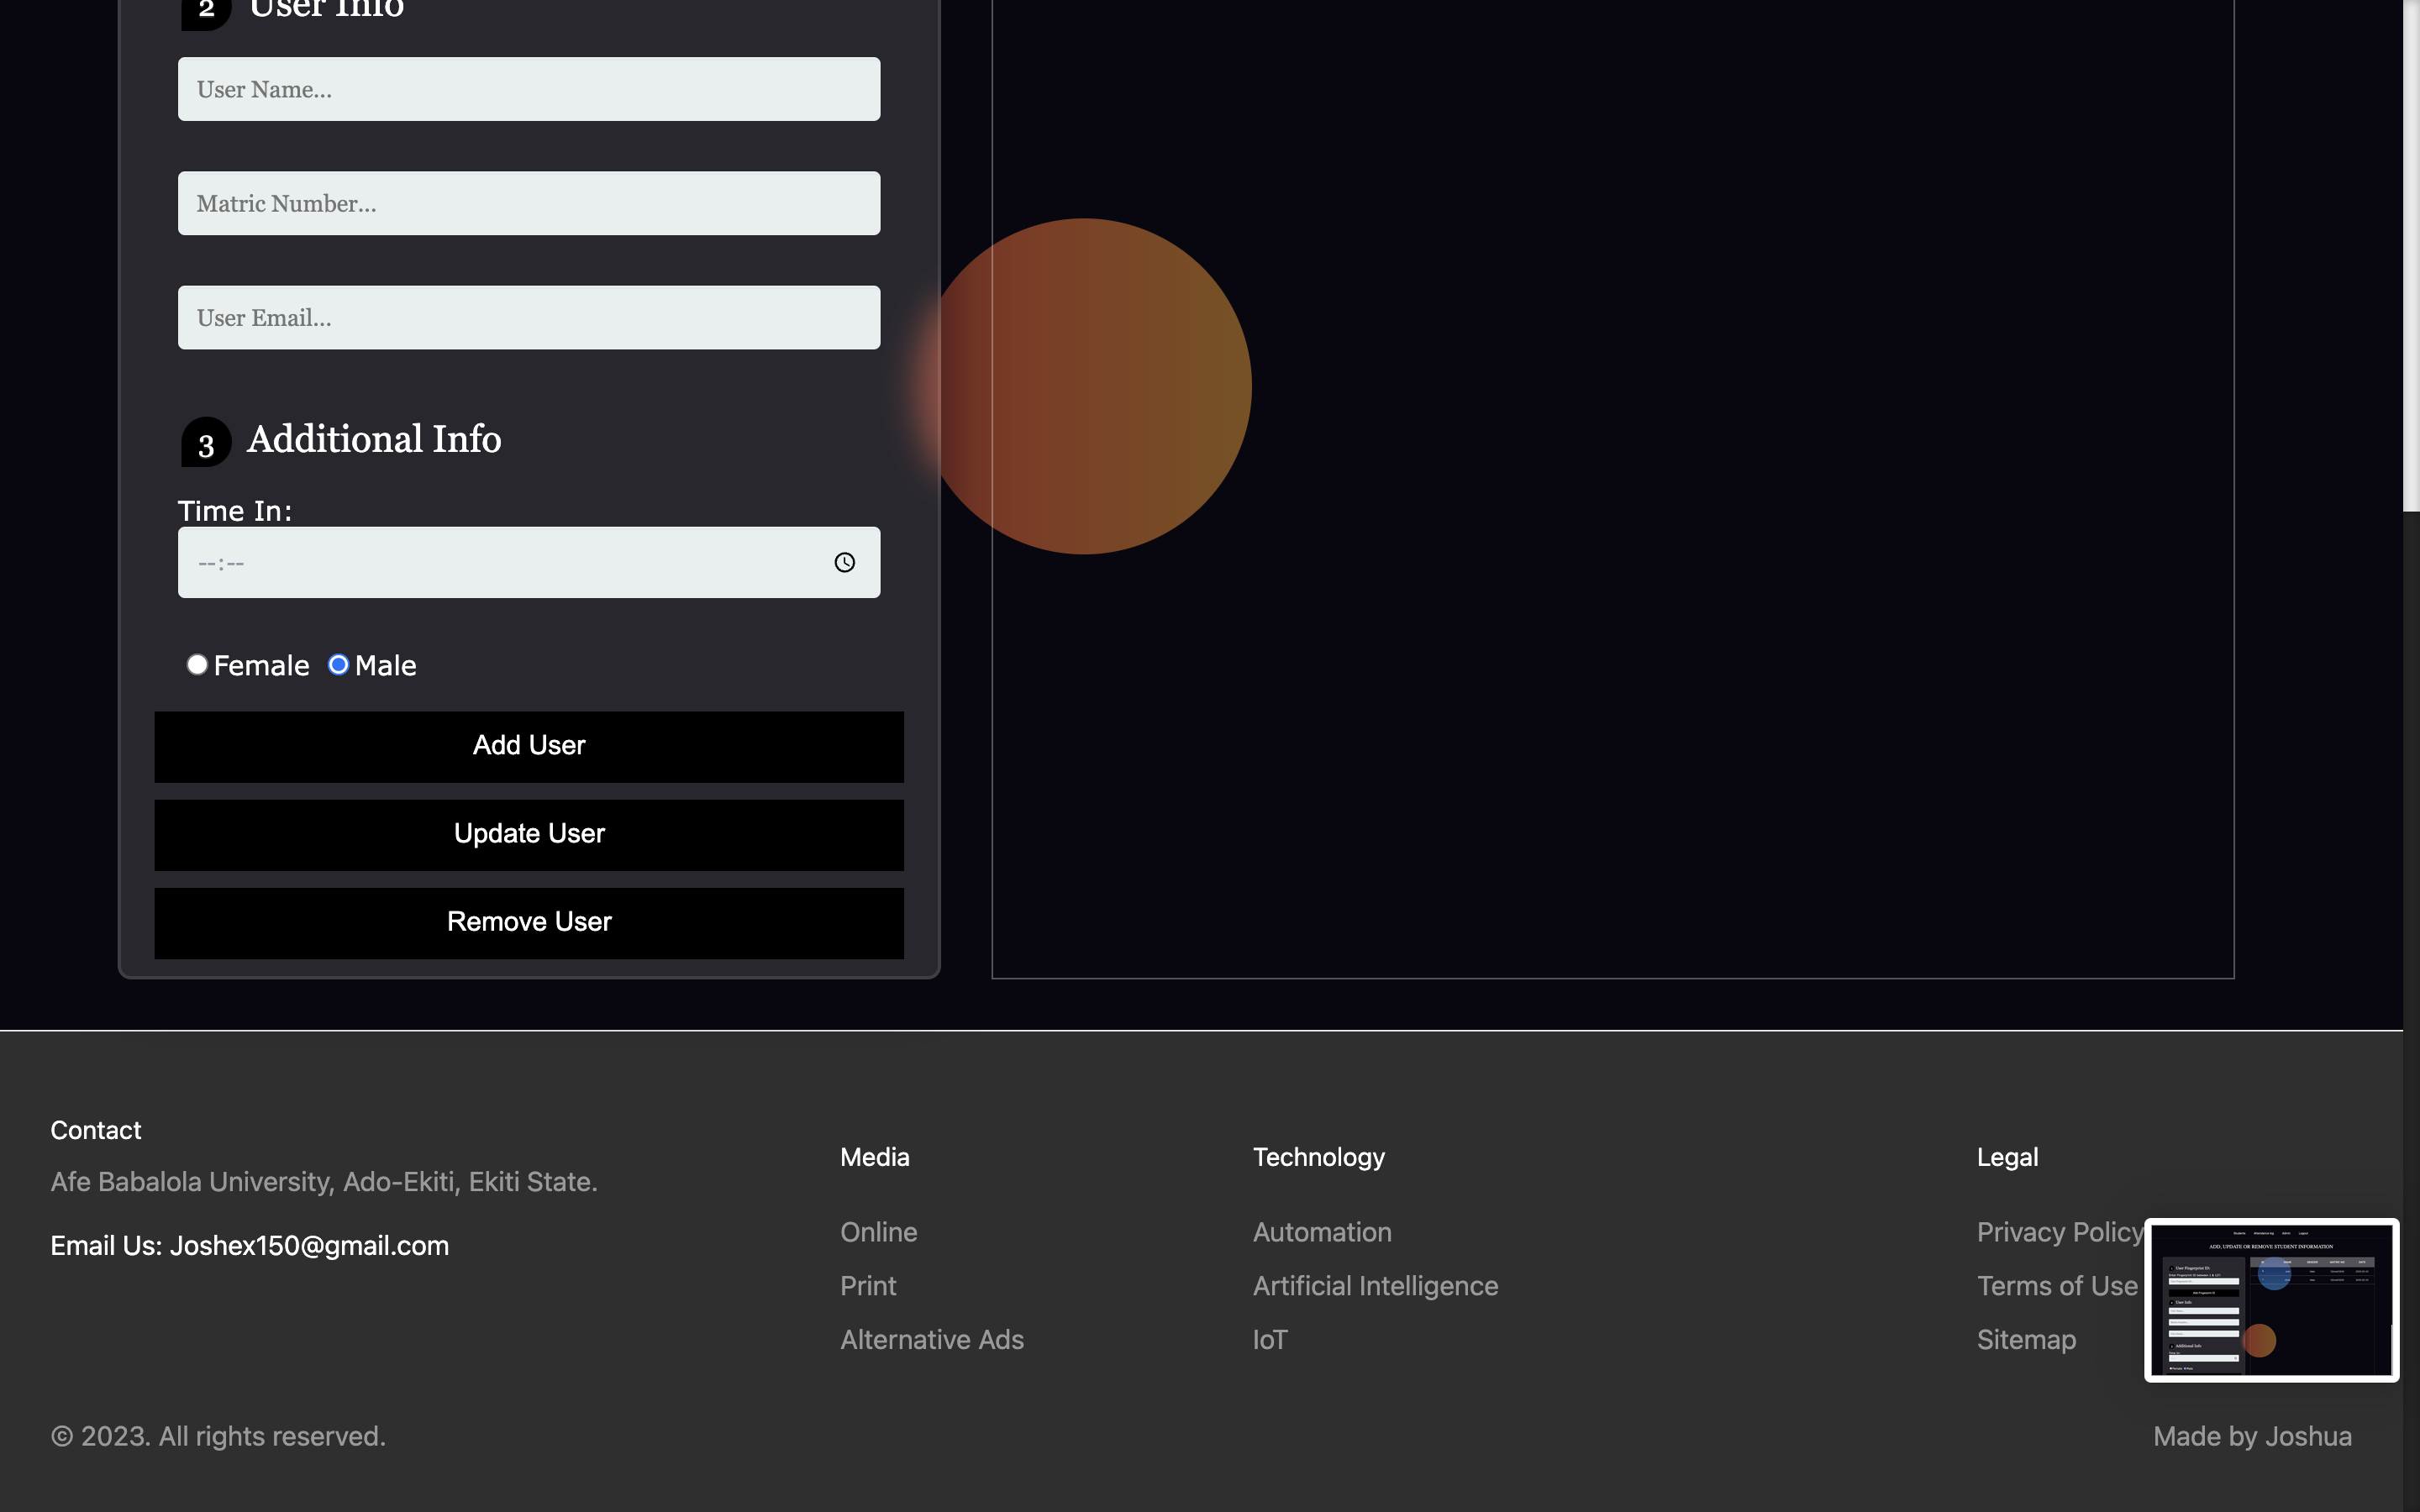 2 User Info
User Name...
Matric Number...
User Email...
3 Additional Info
Time In:
--:--
Female Male
Add User
Update User
Remove User
Contact
Afe Babalola University, Ado-Ekiti, Ekiti State.
Email Us: Joshex150@gmail.com
Media
Online
Print
Alternative Ads
Technology
Automation
Artificial Intelligence
IoT
Legal
Privacy Policy
Terms of Use
Sitemap
ADD, UPDATE OR REMOVE STUDENT INFORMATION
© 2023. All rights reserved.
Made by Joshua